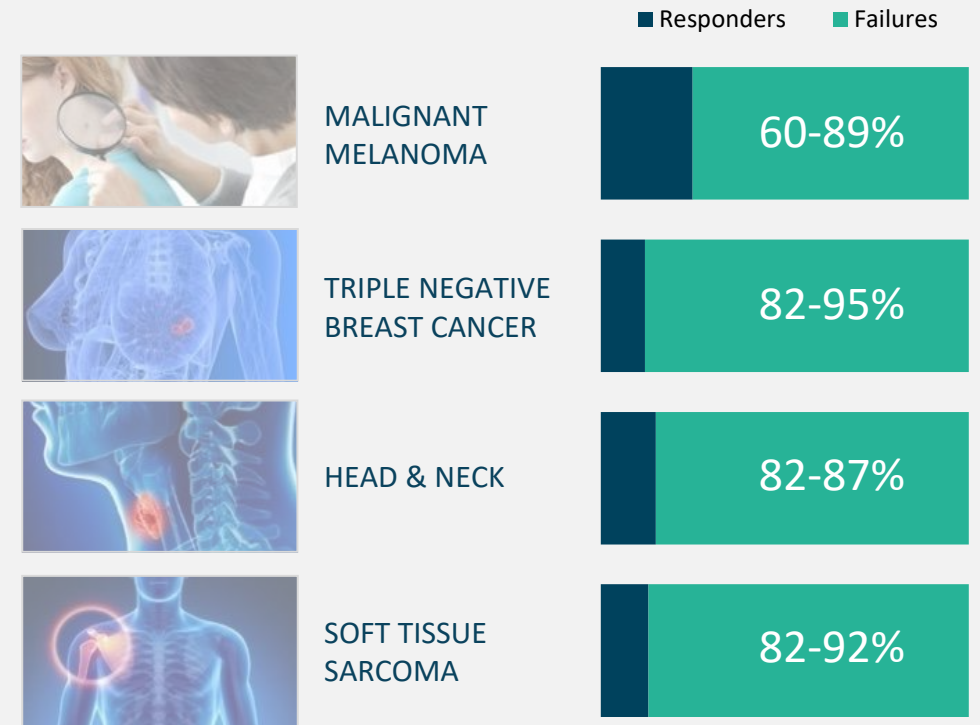 Responders Failures
MALIGNANT
MELANOMA
60-89%
TRIPLE NEGATIVE
BREAST CANCER
82-95%
HEAD & NECK
82-87%
SOFT TISSUE
SARCOMA
82-92%